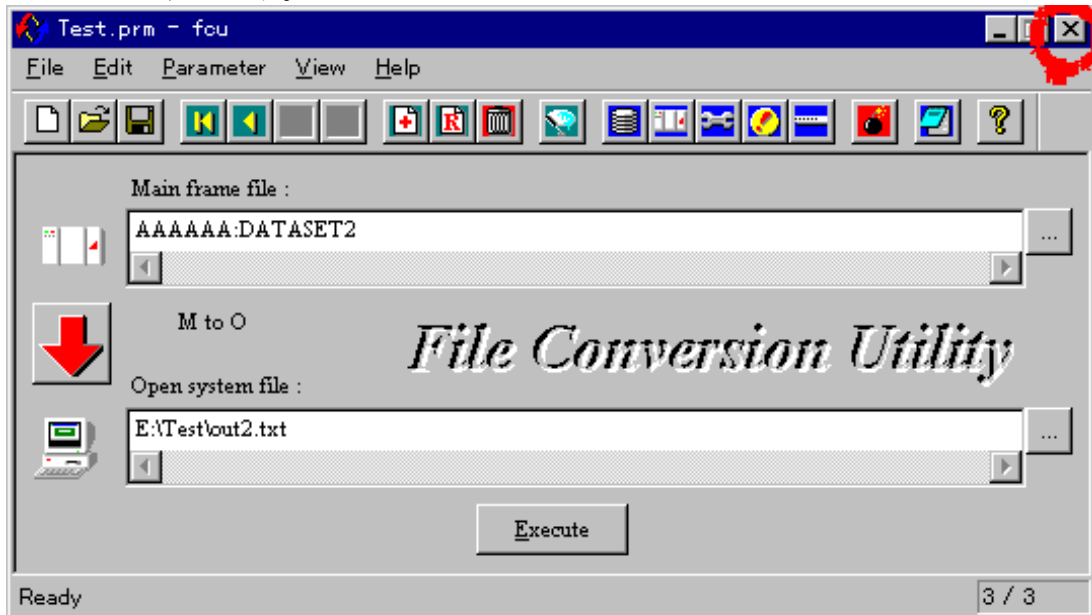 Test.prm - fcu
File Edit Parameter View Help
R
?
Main frame file :
AAAAAA:DATASET2
...
M to O
File Conversion Utility
Open system file :
E:\Test\out2.txt
...
Execute
Ready
3 / 3